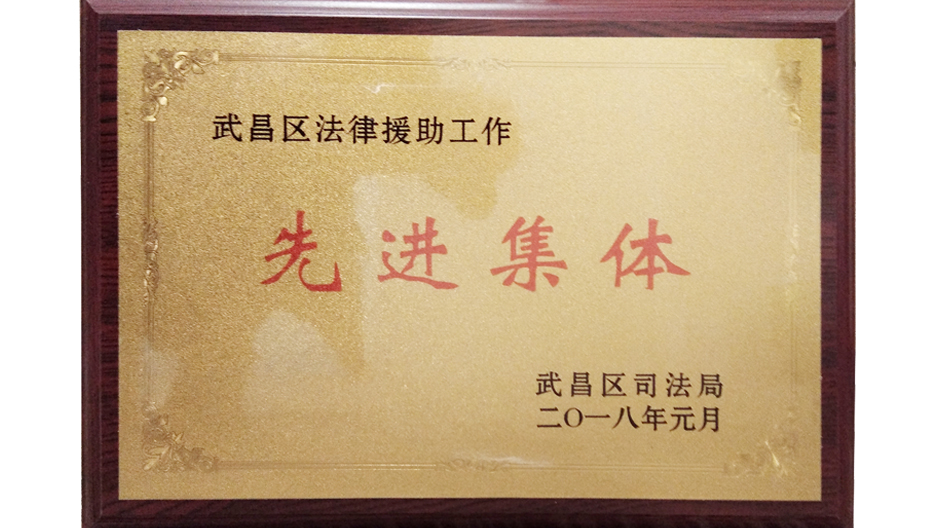 武昌区法律援助工作
先进集体
武昌区司法局
二〇一八年元月